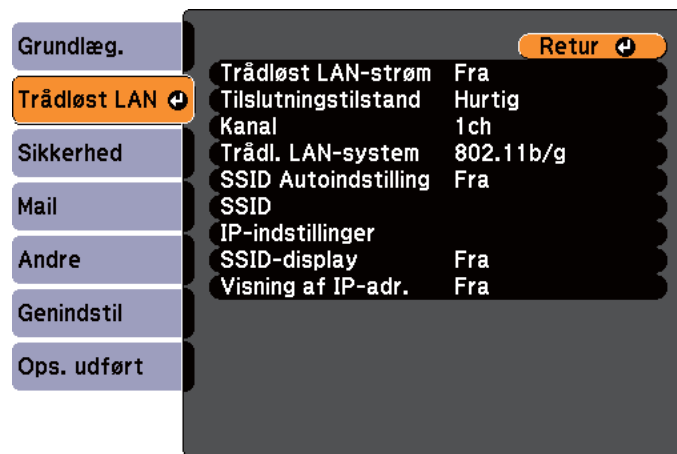 Grundlæg.
Trådløst LAN
Sikkerhed
Mail
Andre
Genindstil
Ops. udført
Retur
Trådløst LAN-strøm Fra
Tilslutningstilstand Hurtig
Kanal 1ch
Trådl. LAN-system 802.11b/g
SSID Autoindstilling Fra
SSID
IP-indstillinger
SSID-display Fra
Visning af IP-adr. Fra